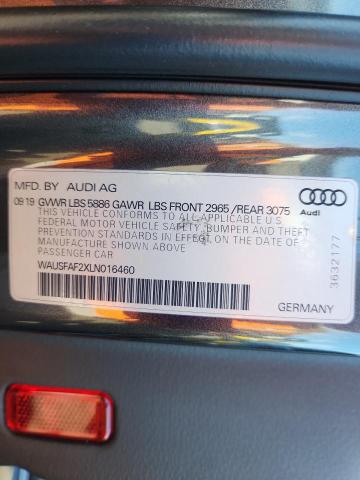 MFD. BY AUDI AG
09 19 GVWR LBS 5886 GAWR LBS FRONT 2965 /REAR 3075
THIS VEHICLE CONFORMS TO ALL APPLICABLE U.S.
FEDERAL MOTOR VEHICLE SAFETY, BUMPER AND THEFT
PREVENTION STANDARDS IN EFFECT ON THE DATE OF
MANUFACTURE SHOWN ABOVE
PASSENGER CAR
WAUSFAF2XLN016460
Audi
3632177
GERMANY